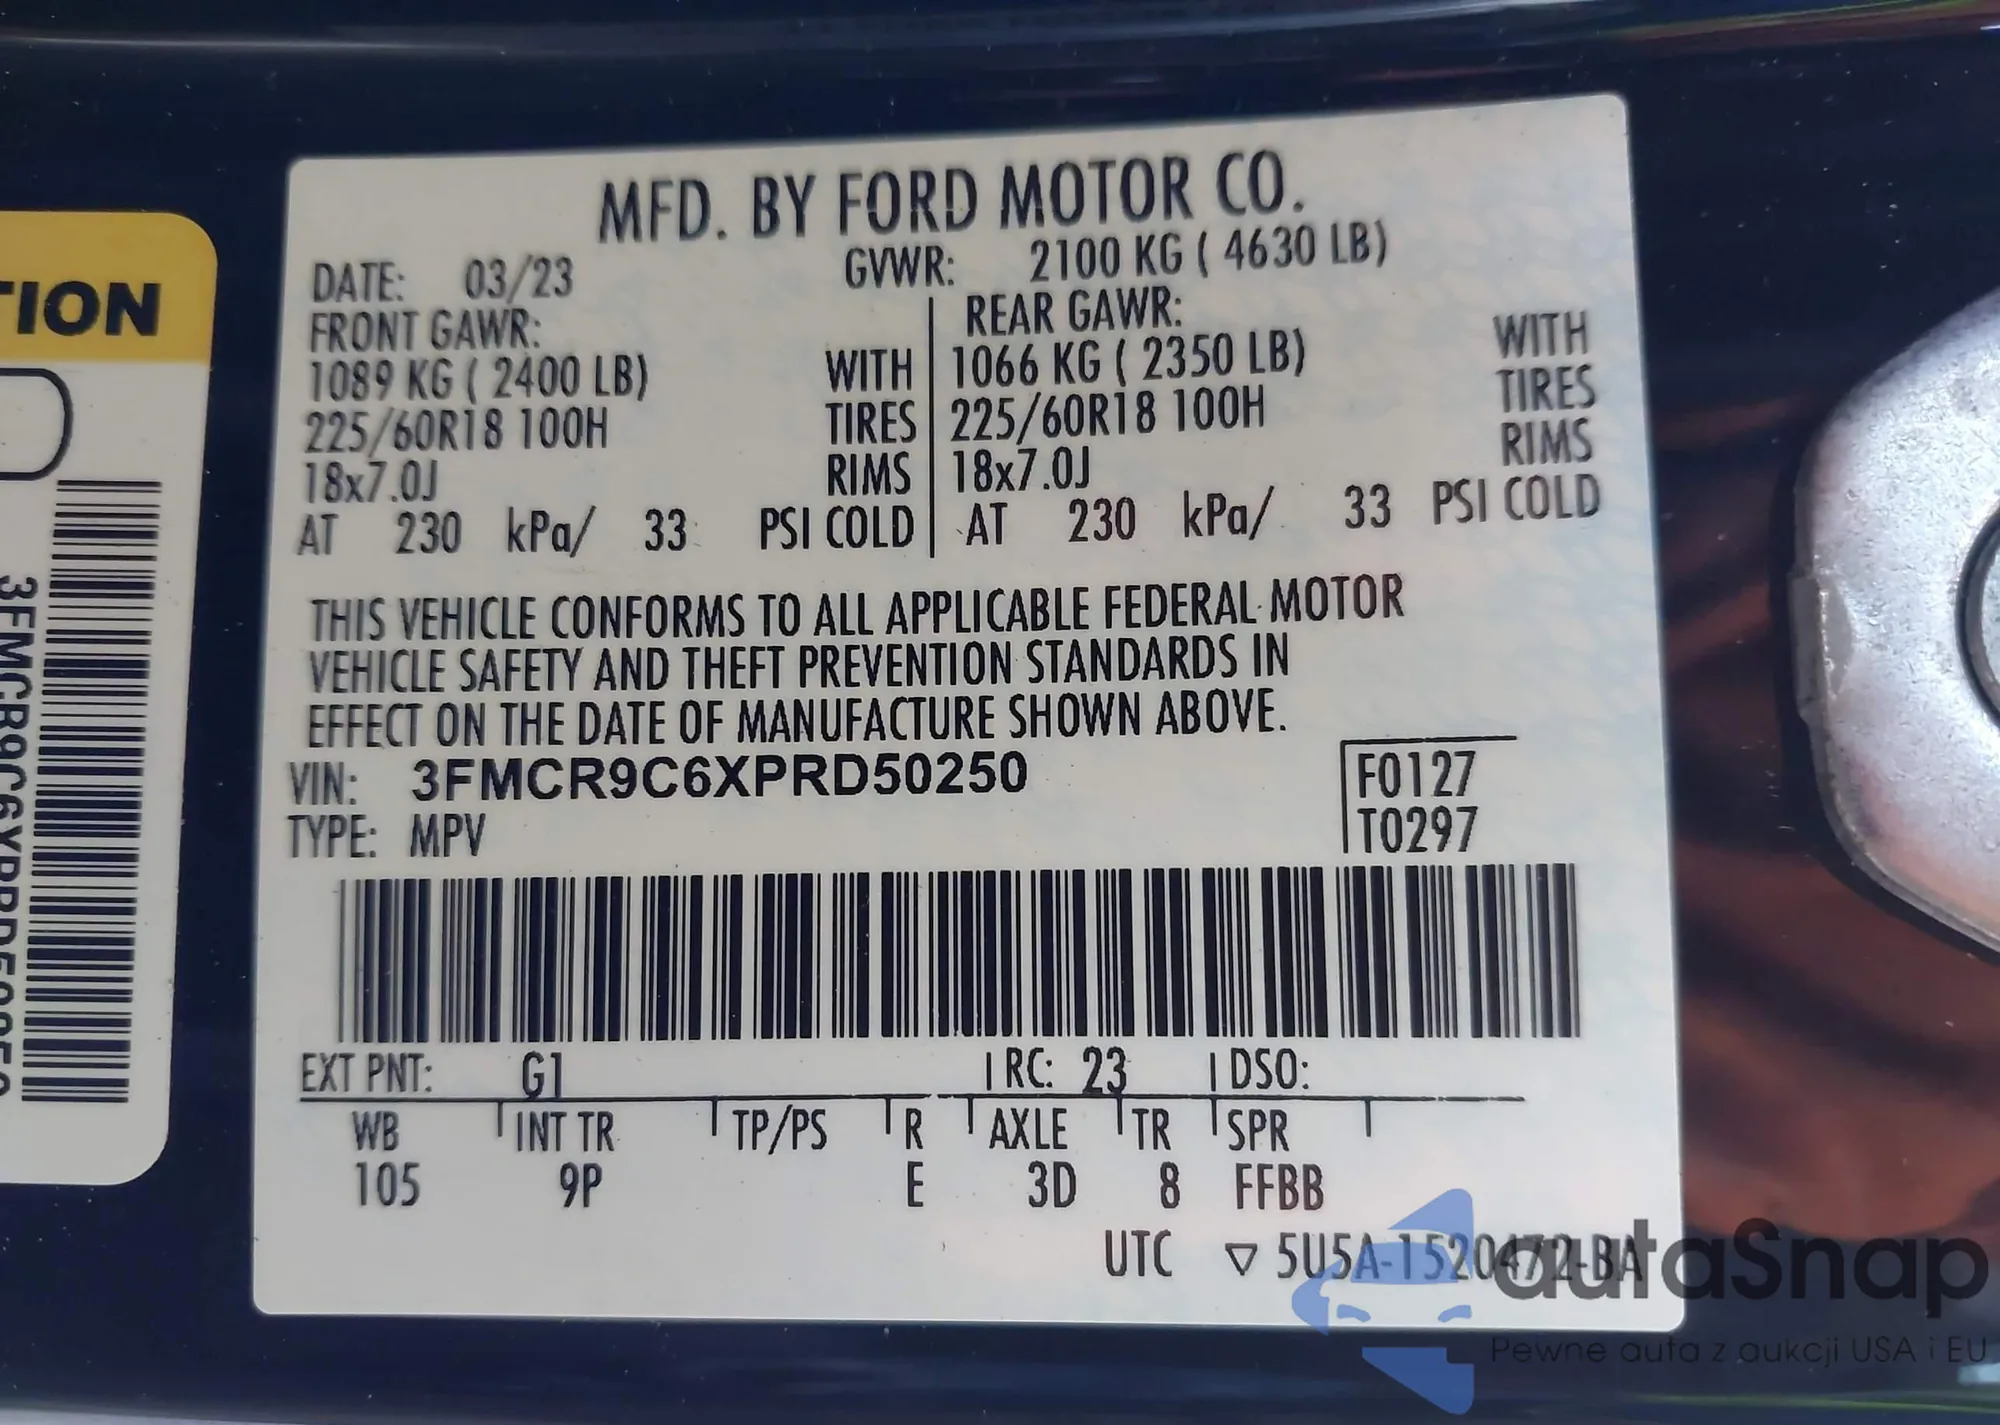 TION
3FMCR9C6XPRD50250
MFD. BY FORD MOTOR CO.
DATE: 03/23 GVWR: 2100 KG ( 4630 LB)
FRONT GAWR: REAR GAWR:
1089 KG ( 2400 LB) WITH 1066 KG ( 2350 LB) WITH
225/60R18 100H TIRES 225/60R18 100H TIRES
18x7.0J RIMS 18x7.0J RIMS
AT 230 kPa/ 33 PSI COLD AT 230 kPa/ 33 PSI COLD
THIS VEHICLE CONFORMS TO ALL APPLICABLE FEDERAL MOTOR
VEHICLE SAFETY AND THEFT PREVENTION STANDARDS IN
EFFECT ON THE DATE OF MANUFACTURE SHOWN ABOVE.
VIN: 3FMCR9C6XPRD50250 F0127
TYPE: MPV T0297
EXT PNT: G1 RC: 23 DSO:
WB INT TR TP/PS R AXLE TR SPR
105 9P E 3D 8 FFBB
UTC ▽ 5U5A-1520472-BA
autaSnap
Pewne auta z aukcji USA i EU